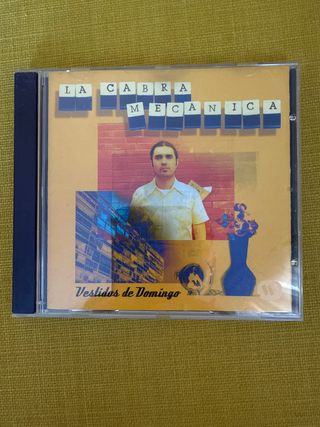 LA CABRA
MECANICA
Vestidos de Domingo